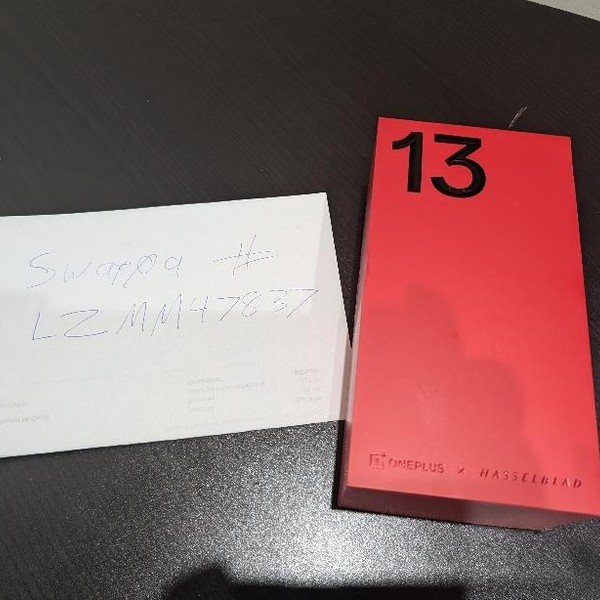 Swappa #
LZMM47837
13
ONEPLUS x HASSELBLAD